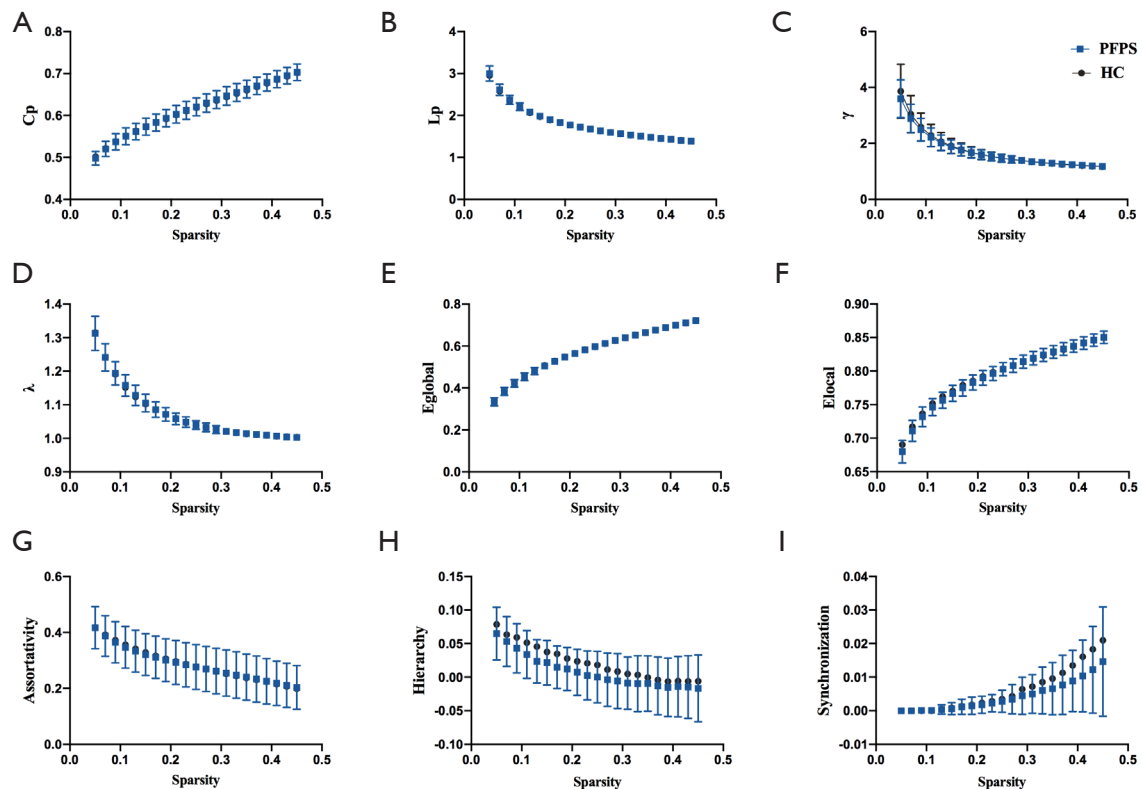 A
B
C
0.8
0.7
0.6
0.5
0.4
Cp
0.0 0.1 0.2 0.3 0.4 0.5
Sparsity
4
3
2
1
0
Lp
0.0 0.1 0.2 0.3 0.4 0.5
Sparsity
6
4
2
0
γ
0.0 0.1 0.2 0.3 0.4 0.5
Sparsity
PFPS
HC
D
E
F
1.4
1.3
1.2
1.1
1.0
0.9
λ
0.0 0.1 0.2 0.3 0.4 0.5
Sparsity
0.8
0.6
0.4
0.2
0.0
Eglobal
0.0 0.1 0.2 0.3 0.4 0.5
Sparsity
0.90
0.85
0.80
0.75
0.70
0.65
Elocal
0.0 0.1 0.2 0.3 0.4 0.5
Sparsity
G
H
I
0.6
0.4
0.2
0.0
Assortativity
0.0 0.1 0.2 0.3 0.4 0.5
Sparsity
0.15
0.10
0.05
0.00
-0.05
-0.10
Hierarchy
0.0 0.1 0.2 0.3 0.4 0.5
Sparsity
0.04
0.03
0.02
0.01
0.00
-0.01
Synchronization
0.0 0.1 0.2 0.3 0.4 0.5
Sparsity